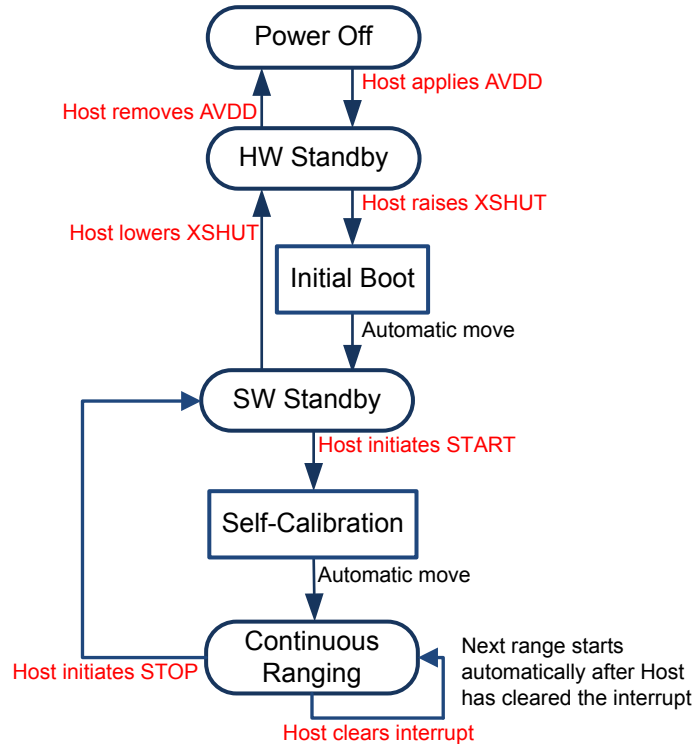 Power Off
Host applies AVDD
Host removes AVDD
HW Standby
Host raises XSHUT
Host lowers XSHUT
Initial Boot
Automatic move
SW Standby
Host initiates START
Self-Calibration
Automatic move
Continuous
Ranging
Next range starts
automatically after Host
has cleared the interrupt
Host initiates STOP
Host clears interrupt